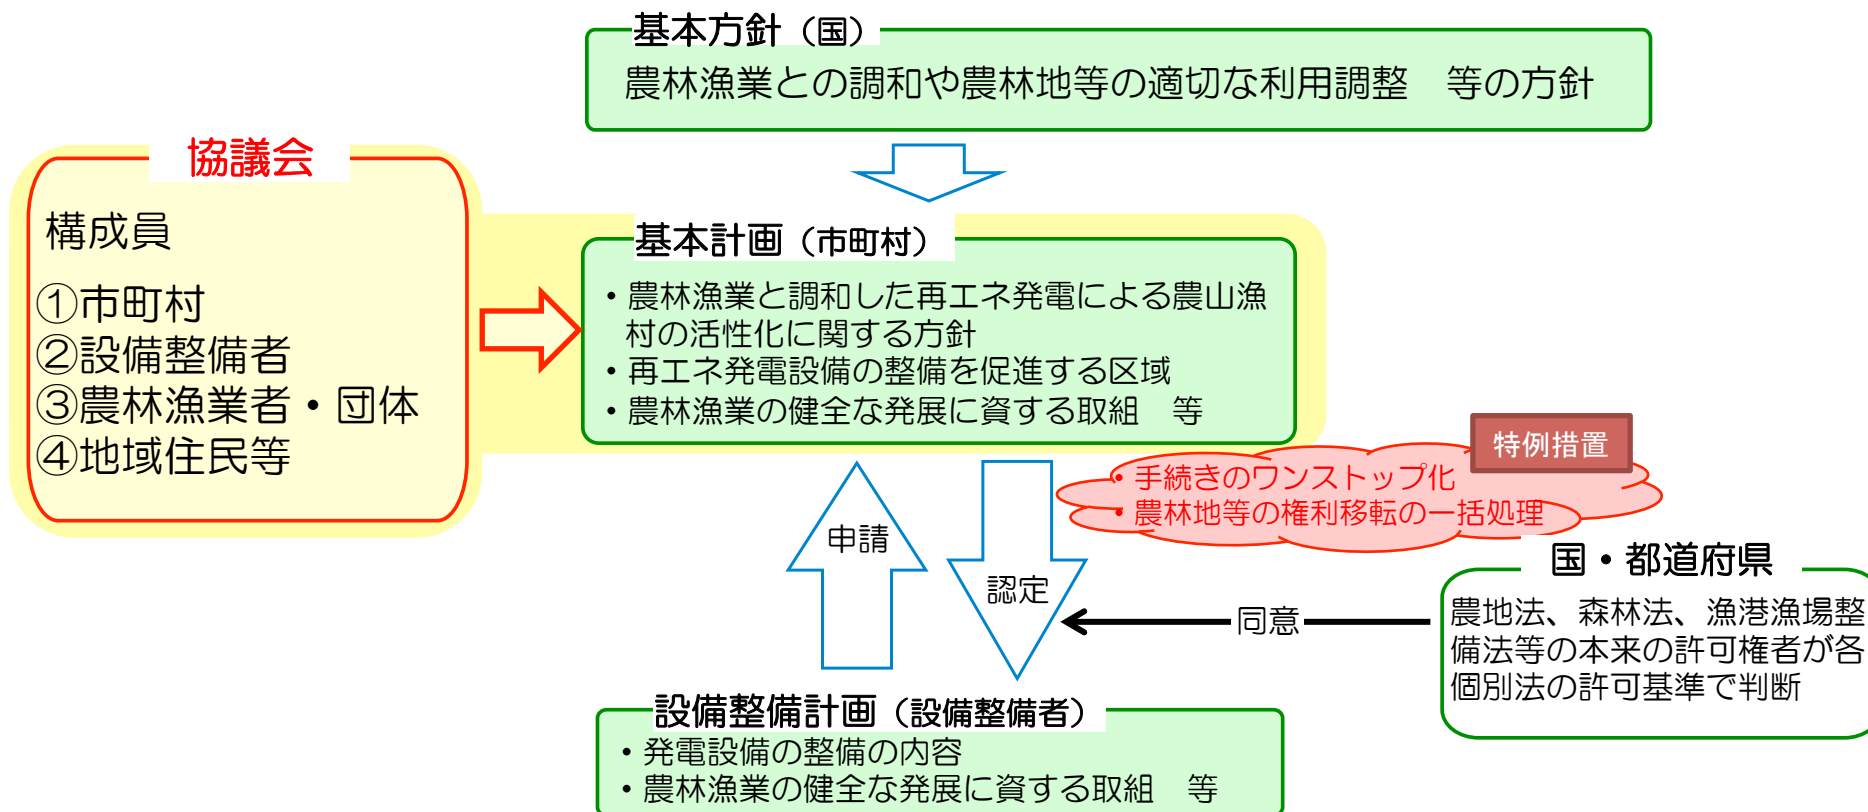 基本方針（国）
農林漁業との調和や農林地等の適切な利用調整　等の方針
協議会
構成員
①市町村
②設備整備者
③農林漁業者・団体
④地域住民等
基本計画（市町村）
・農林漁業と調和した再エネ発電による農山漁
村の活性化に関する方針
・再エネ発電設備の整備を促進する区域
・農林漁業の健全な発展に資する取組　等
特例措置
・手続きのワンストップ化
・農林地等の権利移転の一括処理
申請
認定
同意
国・都道府県
農地法、森林法、漁港漁場整
備法等の本来の許可権者が各
個別法の許可基準で判断
設備整備計画（設備整備者）
・発電設備の整備の内容
・農林漁業の健全な発展に資する取組　等